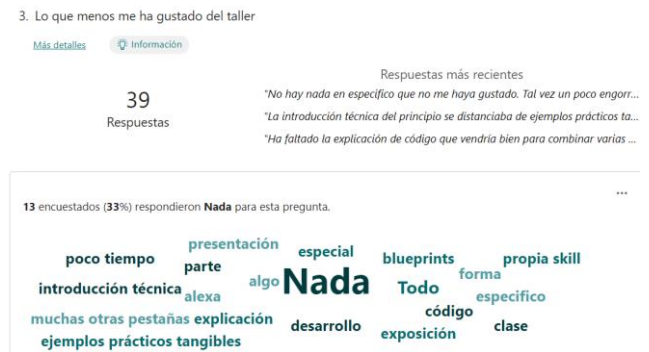 3. Lo que menos me ha gustado del taller
Más detalles
Información
Respuestas más recientes
39
Respuestas
"No hay nada en especifico que no me haya gustado. Tal vez un poco engorr...
"La introducción técnica del principio se distanciaba de ejemplos prácticos ta...
"Ha faltado la explicación de código que vendría bien para combinar varias ...
...
13 encuestados (33%) respondieron Nada para esta pregunta.
presentación
especial
poco tiempo
parte
blueprints
propia skill
algo
Nada
forma
introducción técnica
alexa
Todo
especifico
muchas otras pestañas
explicación
código
desarrollo
clase
ejemplos prácticos tangibles
exposición